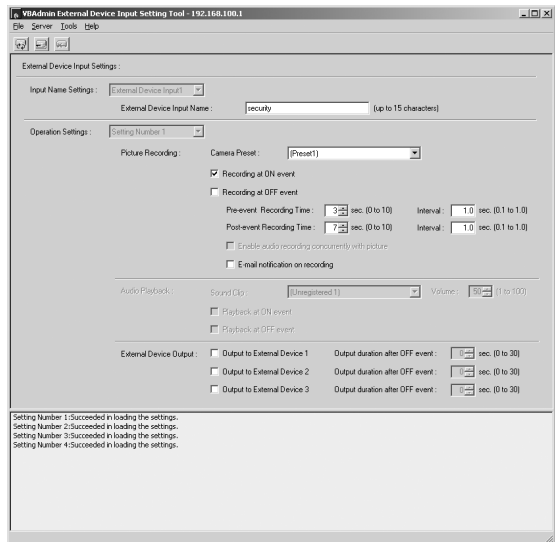 VBAdmin External Device Input Setting Tool - 192.168.100.1
File Server Tools Help
External Device Input Settings :
Input Name Settings : External Device Input1
External Device Input Name : security (up to 15 characters)
Operation Settings : Setting Number 1
Picture Recording : Camera Preset : (Preset1)
Recording at ON event
Recording at OFF event
Pre-event Recording Time : 3 sec. (0 to 10) Interval : 1.0 sec. (0.1 to 1.0)
Post-event Recording Time : 7 sec. (0 to 10) Interval : 1.0 sec. (0.1 to 1.0)
Enable audio recording concurrently with picture
E-mail notification on recording
Audio Playback : Sound Clip : (Unregistered 1) Volume : 50 (1 to 100)
Playback at ON event
Playback at OFF event
External Device Output : Output to External Device 1 Output duration after OFF event : 0 sec. (0 to 30)
Output to External Device 2 Output duration after OFF event : 0 sec. (0 to 30)
Output to External Device 3 Output duration after OFF event : 0 sec. (0 to 30)
Setting Number 1:Succeeded in loading the settings.
Setting Number 2:Succeeded in loading the settings.
Setting Number 3:Succeeded in loading the settings.
Setting Number 4:Succeeded in loading the settings.